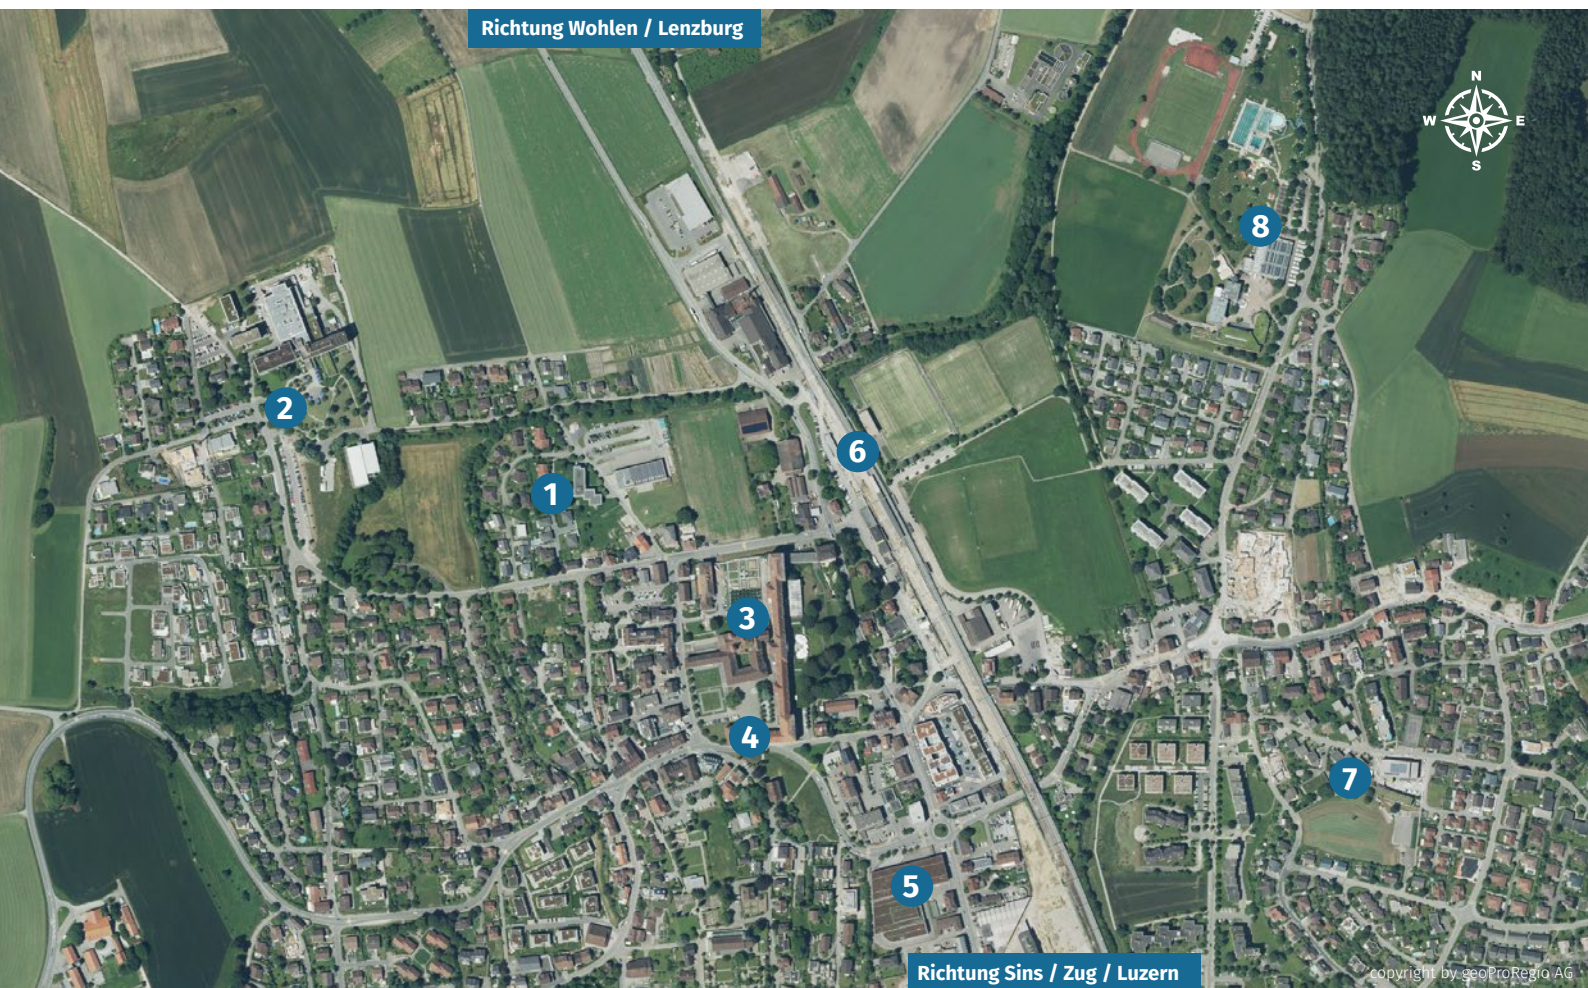 Richtung Wohlen / Lenzburg
N
W E
S
8
2
6
1
3
4
7
5
Richtung Sins / Zug / Luzern
copyright by geoProRegio AG